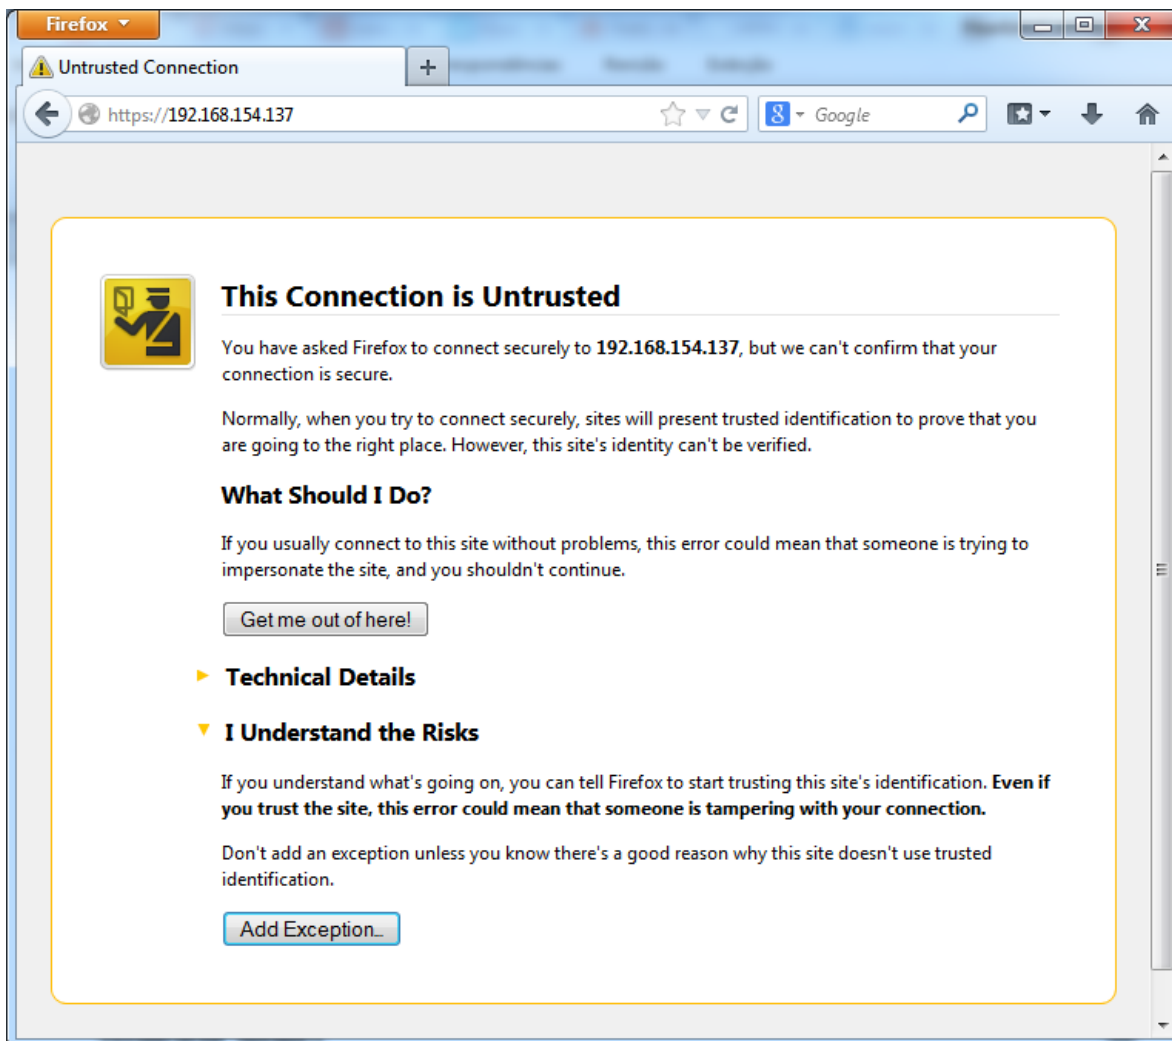 Firefox
Untrusted Connection
https://192.168.154.137
8 Google
This Connection is Untrusted
You have asked Firefox to connect securely to 192.168.154.137, but we can't confirm that your
connection is secure.
Normally, when you try to connect securely, sites will present trusted identification to prove that you
are going to the right place. However, this site's identity can't be verified.
What Should I Do?
If you usually connect to this site without problems, this error could mean that someone is trying to
impersonate the site, and you shouldn't continue.
Get me out of here!
Technical Details
I Understand the Risks
If you understand what's going on, you can tell Firefox to start trusting this site's identification. Even if
you trust the site, this error could mean that someone is tampering with your connection.
Don't add an exception unless you know there's a good reason why this site doesn't use trusted
identification.
Add Exception...